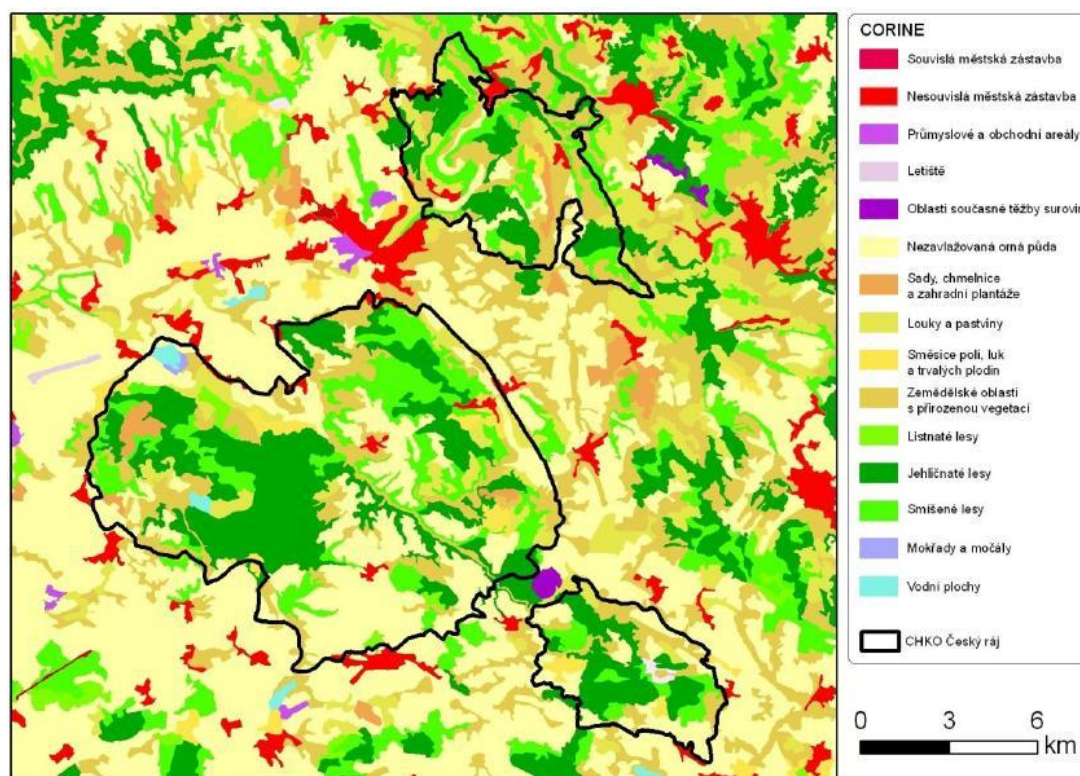 CORINE
Souvislá městská zástavba
Nesouvislá městská zástavba
Průmyslové a obchodní areály
Letiště
Oblasti současné těžby surovin
Nezavlažovaná orná půda
Sady, chmelnice
a zahradní plantáže
Louky a pastviny
Směsice polí, luk
a trvalých plodin
Zemědělské oblasti
s přirozenou vegetací
Listnaté lesy
Jehličnaté lesy
Smíšené lesy
Mokřady a močály
Vodní plochy
CHKO Český ráj
0 3 6
km